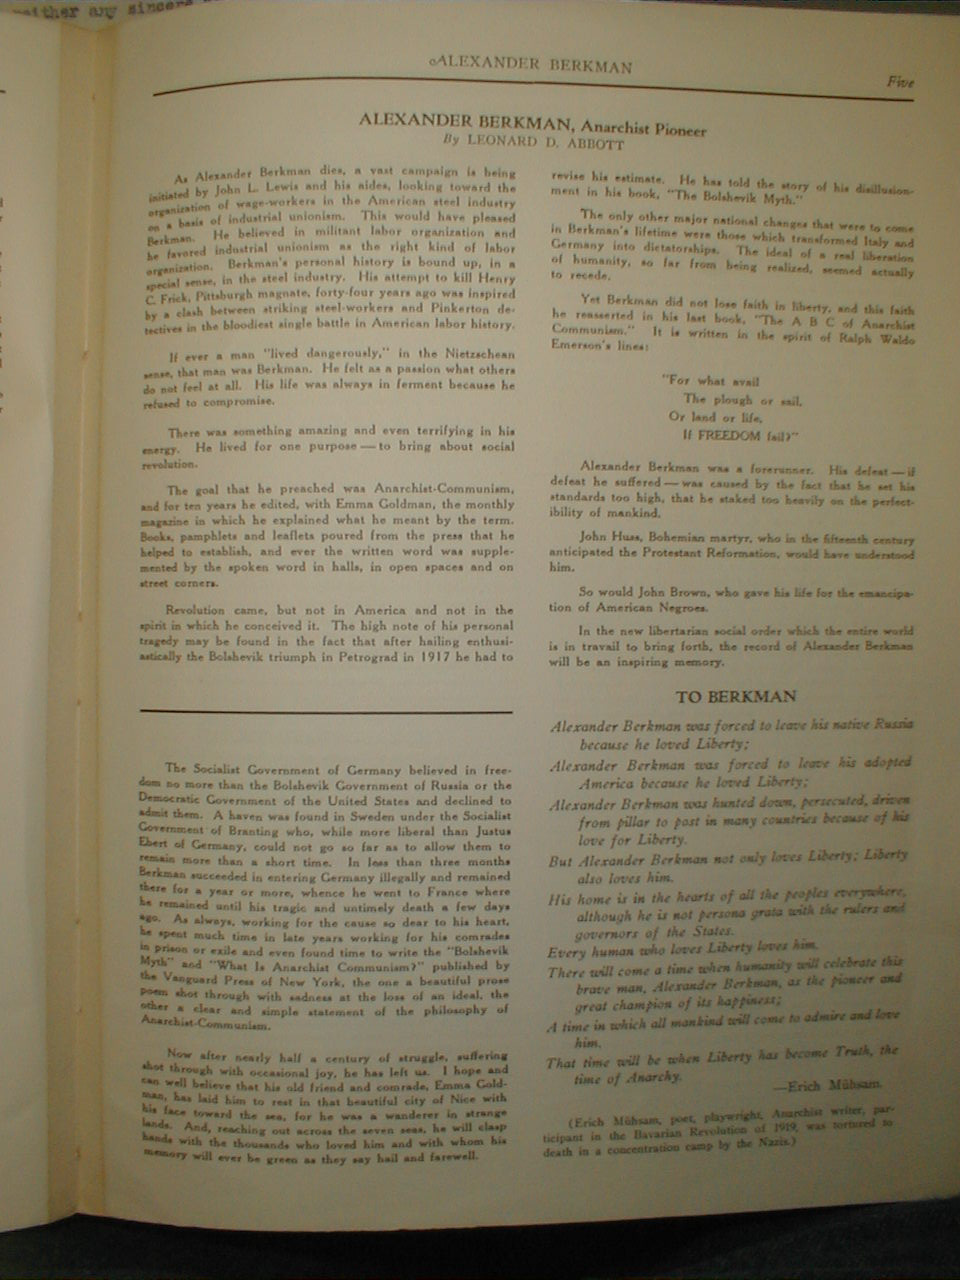 either any sincere
ALEXANDER BERKMAN
Five
ALEXANDER BERKMAN, Anarchist Pioneer
By LEONARD D. ABBOTT
As Alexander Berkman dies, a vast campaign is being
initiated by John L. Lewis and his aides, looking toward the
organization of wage-workers in the American steel industry
on a basis of industrial unionism. This would have pleased
Berkman. He believed in militant labor organization and
he favored industrial unionism as the right kind of labor
organization. Berkman's personal history is bound up, in a
special sense, in the steel industry. His attempt to kill Henry
C. Frick, Pittsburgh magnate, forty-four years ago was inspired
by a clash between striking steel-workers and Pinkerton de-
tectives in the bloodiest single battle in American labor history.
If ever a man "lived dangerously," in the Nietzschean
sense, that man was Berkman. He felt as a passion what others
do not feel at all. His life was always in ferment because he
refused to compromise.
There was something amazing and even terrifying in his
energy. He lived for one purpose — to bring about social
revolution.
The goal that he preached was Anarchist-Communism,
and for ten years he edited, with Emma Goldman, the monthly
magazine in which he explained what he meant by the term.
Books, pamphlets and leaflets poured from the press that he
helped to establish, and ever the written word was supple-
mented by the spoken word in halls, in open spaces and on
street corners.
Revolution came, but not in America and not in the
spirit in which he conceived it. The high note of his personal
tragedy may be found in the fact that after hailing enthusi-
astically the Bolshevik triumph in Petrograd in 1917 he had to
revise his estimate. He has told the story of his disillusion-
ment in his book, "The Bolshevik Myth."
The only other major national changes that were to come
in Berkman's lifetime were those which transformed Italy and
Germany into dictatorships. The ideal of a real liberation
of humanity, so far from being realized, seemed actually
to recede.
Yet Berkman did not lose faith in liberty, and this faith
he reasserted in his last book, "The A B C of Anarchist
Communism." It is written in the spirit of Ralph Waldo
Emerson's lines:
"For what avail
The plough or sail,
Or land or life,
If FREEDOM fail?"
Alexander Berkman was a forerunner. His defeat — if
defeat he suffered — was caused by the fact that he set his
standards too high, that he staked too heavily on the perfect-
ibility of mankind.
John Huss, Bohemian martyr, who in the fifteenth century
anticipated the Protestant Reformation, would have understood
him.
So would John Brown, who gave his life for the emancipa-
tion of American Negroes.
In the new libertarian social order which the entire world
is in travail to bring forth, the record of Alexander Berkman
will be an inspiring memory.
The Socialist Government of Germany believed in free-
dom no more than the Bolshevik Government of Russia or the
Democratic Government of the United States and declined to
admit them. A haven was found in Sweden under the Socialist
Government of Branting who, while more liberal than Justus
Ebert of Germany, could not go so far as to allow them to
remain more than a short time. In less than three months
Berkman succeeded in entering Germany illegally and remained
there for a year or more, whence he went to France where
he remained until his tragic and untimely death a few days
ago. As always, working for the cause so dear to his heart,
he spent much time in late years working for his comrades
in prison or exile and even found time to write the "Bolshevik
Myth" and "What Is Anarchist Communism?" published by
the Vanguard Press of New York, the one a beautiful prose
poem shot through with sadness at the loss of an ideal, the
other a clear and simple statement of the philosophy of
Anarchist-Communism.
Now after nearly half a century of struggle, suffering
shot through with occasional joy, he has left us. I hope and
can well believe that his old friend and comrade, Emma Gold-
man, has laid him to rest in that beautiful city of Nice with
his face toward the sea, for he was a wanderer in strange
lands. And, reaching out across the seven seas, he will clasp
hands with the thousands who loved him and with whom his
memory will ever be green as they say hail and farewell.
TO BERKMAN
Alexander Berkman was forced to leave his native Russia
because he loved Liberty;
Alexander Berkman was forced to leave his adopted
America because he loved Liberty;
Alexander Berkman was hunted down, persecuted, driven
from pillar to post in many countries because of his
love for Liberty.
But Alexander Berkman not only loves Liberty; Liberty
also loves him.
His home is in the hearts of all the peoples everywhere,
although he is not persona grata with the rulers and
governors of the States.
Every human who loves Liberty loves him.
There will come a time when humanity will celebrate this
brave man, Alexander Berkman, as the pioneer and
great champion of its happiness;
A time in which all mankind will come to admire and love
him.
That time will be when Liberty has become Truth, the
time of Anarchy.
—Erich Mühsam.
(Erich Mühsam, poet, playwright, Anarchist writer, par-
ticipant in the Bavarian Revolution of 1919, was tortured to
death in a concentration camp by the Nazis.)